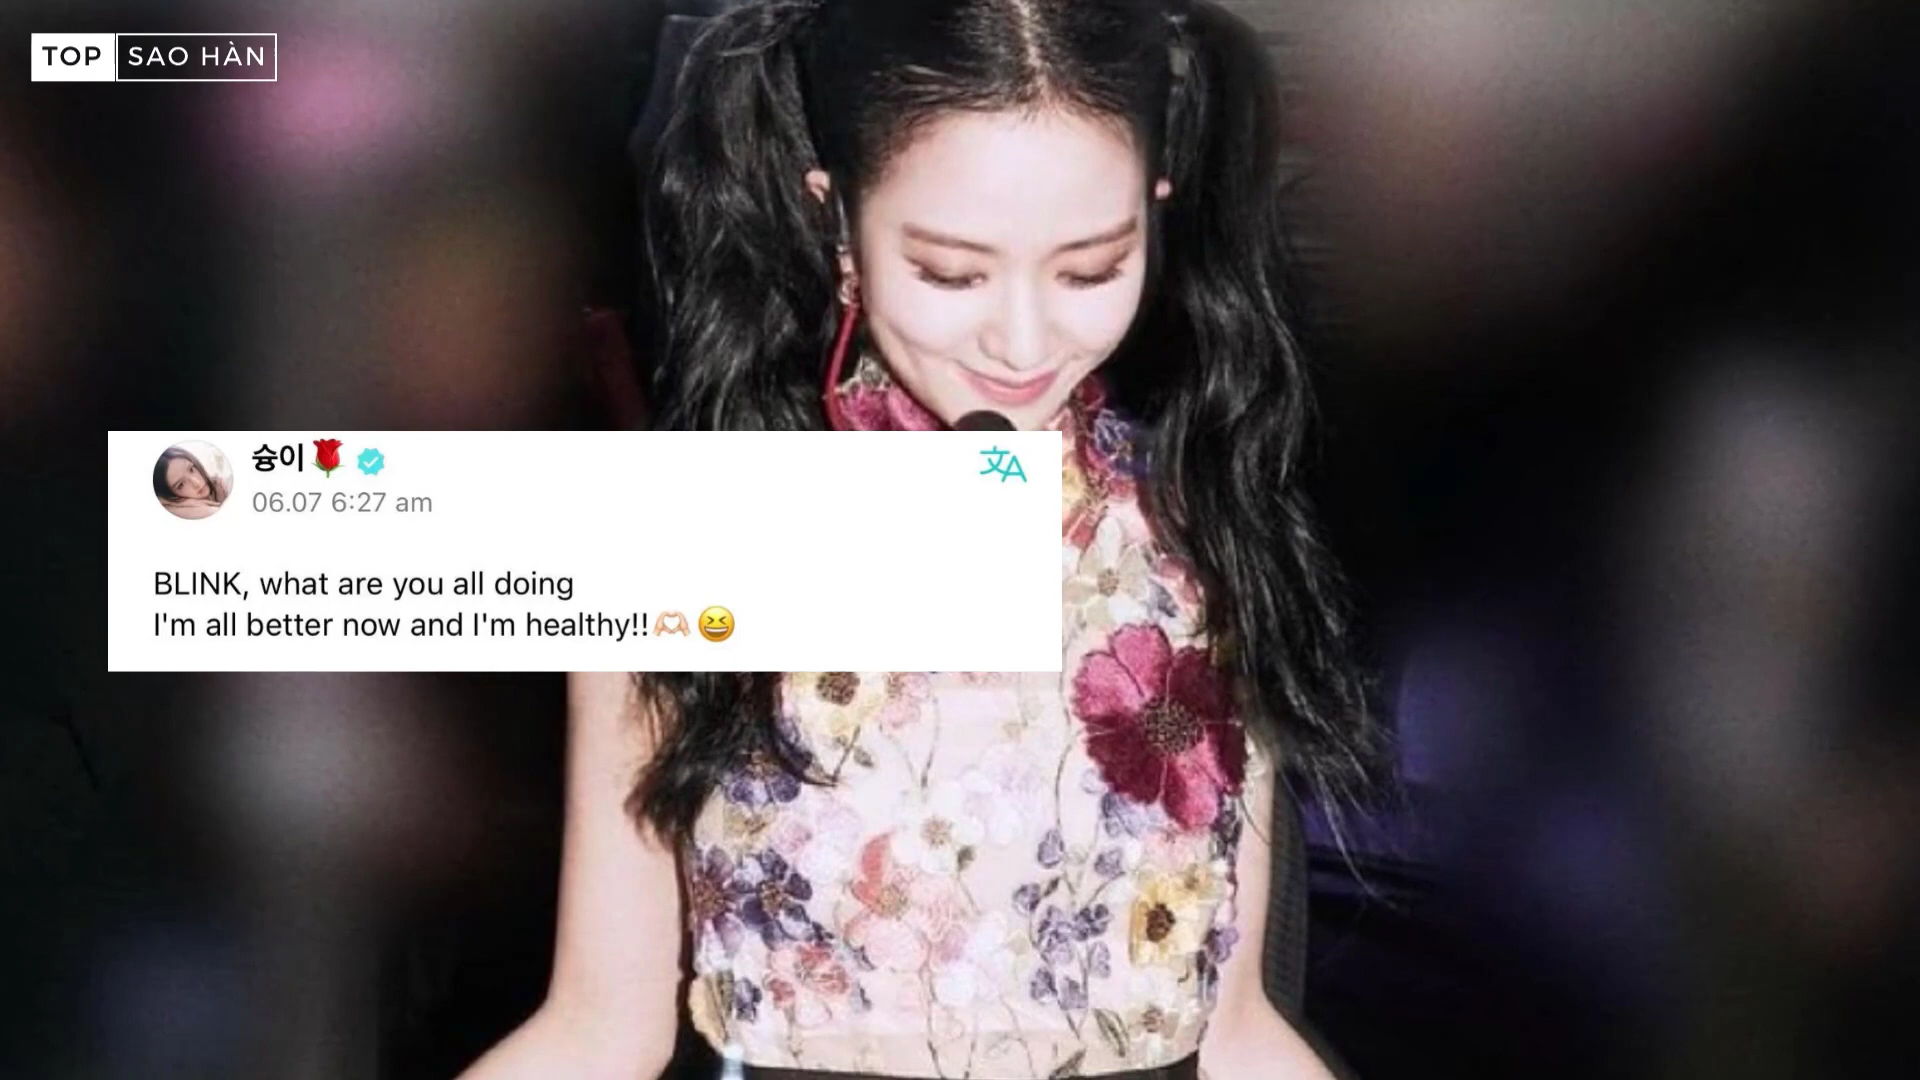 TOP SAO HÀN
슝이🌹
06.07 6:27 am
BLINK, what are you all doing
I'm all better now and I'm healthy!!🫶🏻😆